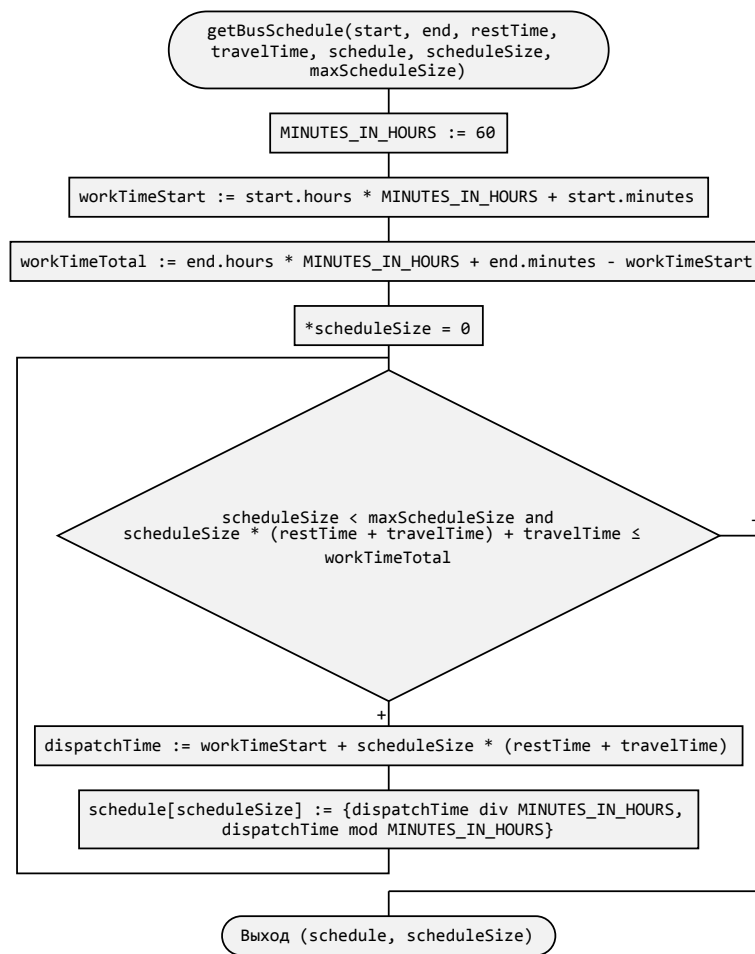 getBusSchedule(start, end, restTime,
travelTime, schedule, scheduleSize,
maxScheduleSize)
MINUTES_IN_HOURS := 60
workTimeStart := start.hours * MINUTES_IN_HOURS + start.minutes
workTimeTotal := end.hours * MINUTES_IN_HOURS + end.minutes - workTimeStart
*scheduleSize = 0
scheduleSize < maxScheduleSize and
scheduleSize * (restTime + travelTime) + travelTime ≤
workTimeTotal
-
+
dispatchTime := workTimeStart + scheduleSize * (restTime + travelTime)
schedule[scheduleSize] := {dispatchTime div MINUTES_IN_HOURS,
dispatchTime mod MINUTES_IN_HOURS}
Выход (schedule, scheduleSize)